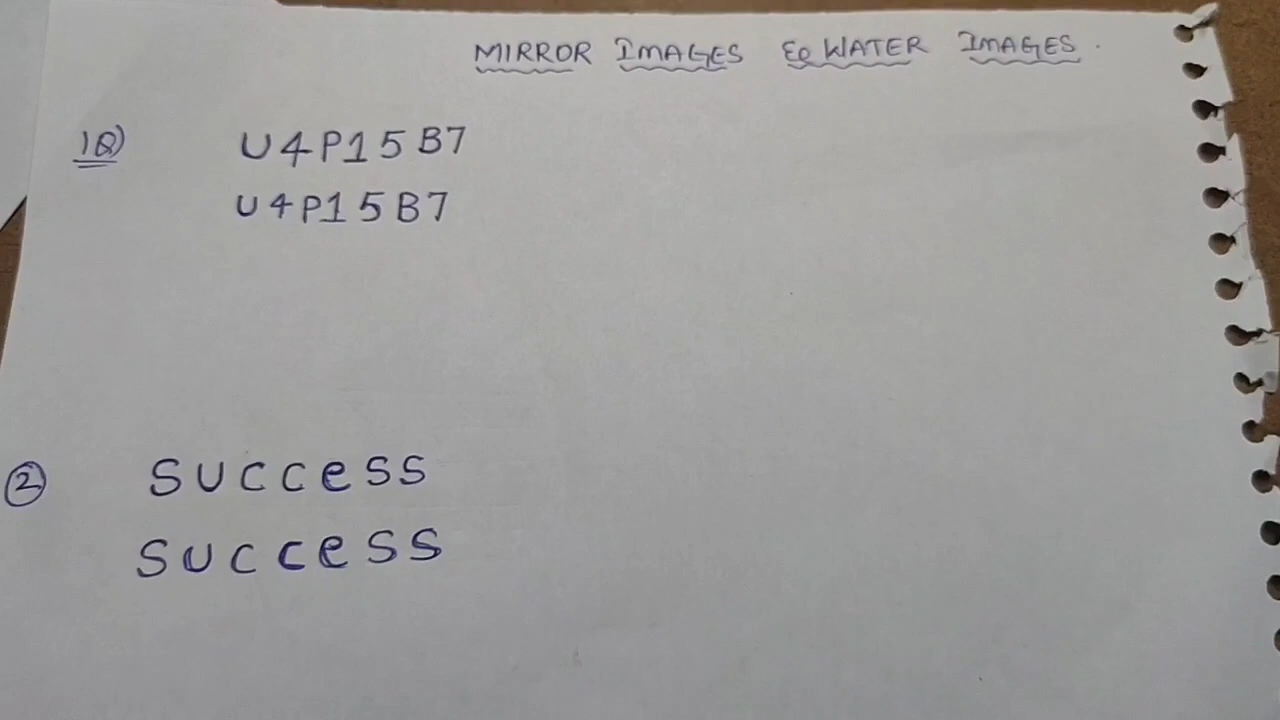 MIRROR IMAGES & WATER IMAGES.
1Q) U4P15B7
U4P15B7
2 success
success